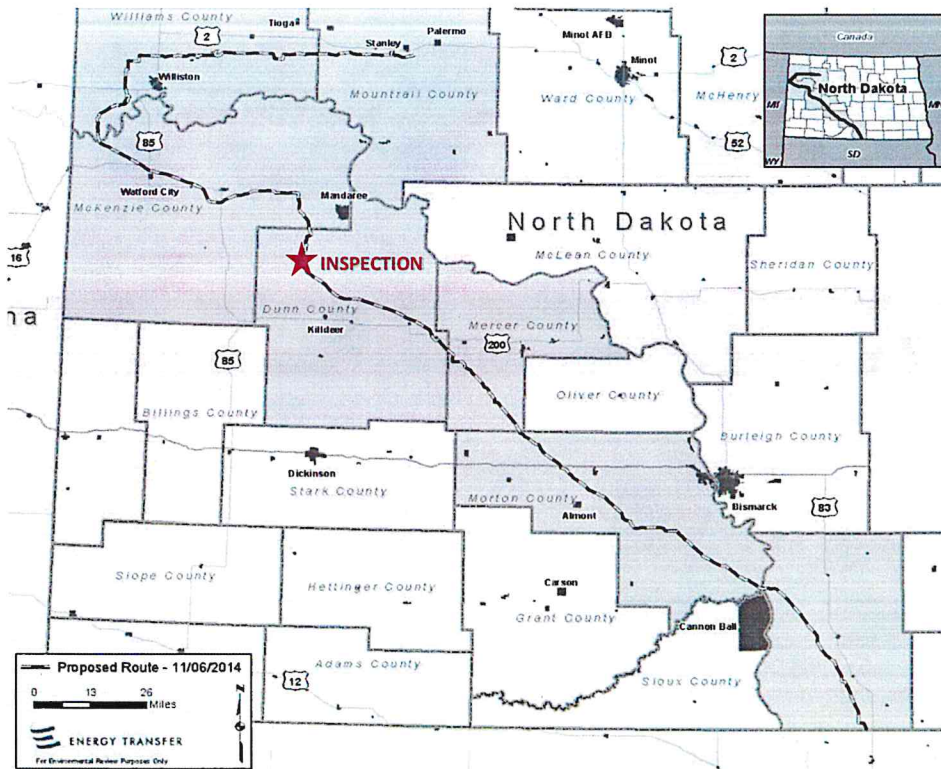 Williams County
Tioga
2
Stanley
Palermo
Minot AFB
Minot
2
Williston
Mountrail County
Ward County
McHenry
85
52
Watford City
McKenzie County
Mandaree
North Dakota
McLean County
16
INSPECTION
Sheridan County
Dunn County
na
Killdeer
Mercer County
200
85
Oliver County
Billings County
Burleigh County
Dickinson
Stark County
Morton County
Bismarck
Almont
83
Slope County
Hettinger County
Carson
Grant County
Cannon Ball
Adams County
12
Sioux County
Canada
MT
North Dakota
MN
WY
SD
Proposed Route - 11/06/2014
0 13 26
Miles
N
ENERGY TRANSFER
For Environmental Review Purposes Only